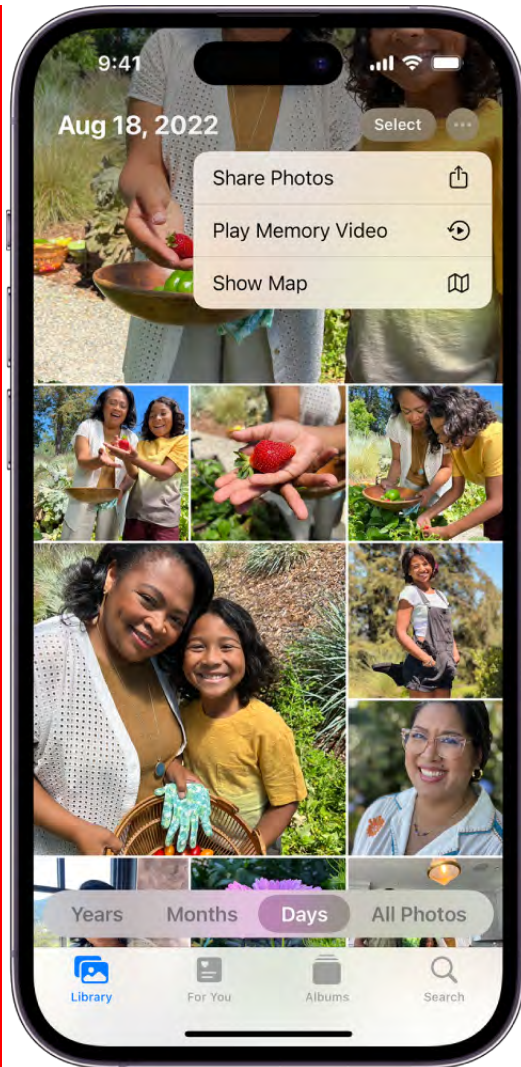 9:41
Aug 18, 2022
Select
Share Photos
Play Memory Video
Show Map
Years Months Days All Photos
Library For You Albums Search